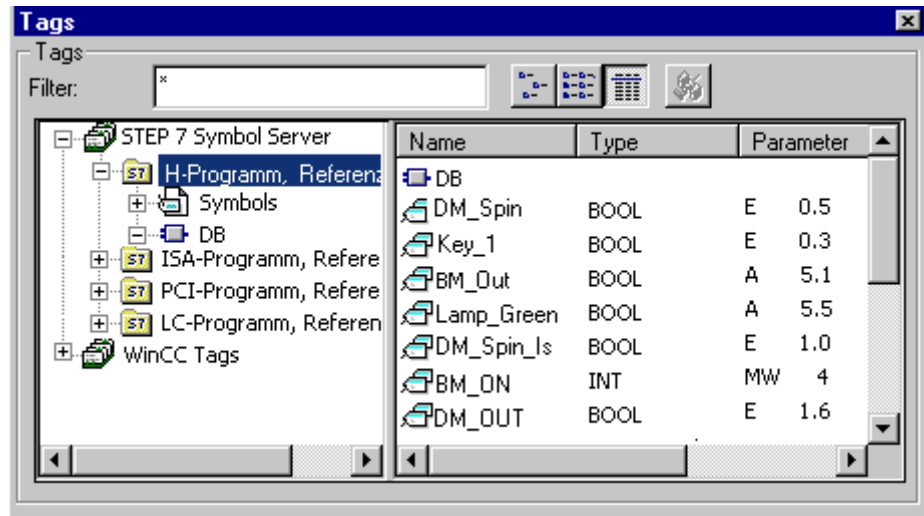 Tags
Tags
Filter: *
STEP 7 Symbol Server
H-Programm, Referenz
Symbols
DB
ISA-Programm, Refere
PCI-Programm, Refere
LC-Programm, Referen
WinCC Tags
Name Type Parameter
DB
DM_Spin BOOL E 0.5
Key_1 BOOL E 0.3
BM_Out BOOL A 5.1
Lamp_Green BOOL A 5.5
DM_Spin_Is BOOL E 1.0
BM_ON INT MW 4
DM_OUT BOOL E 1.6